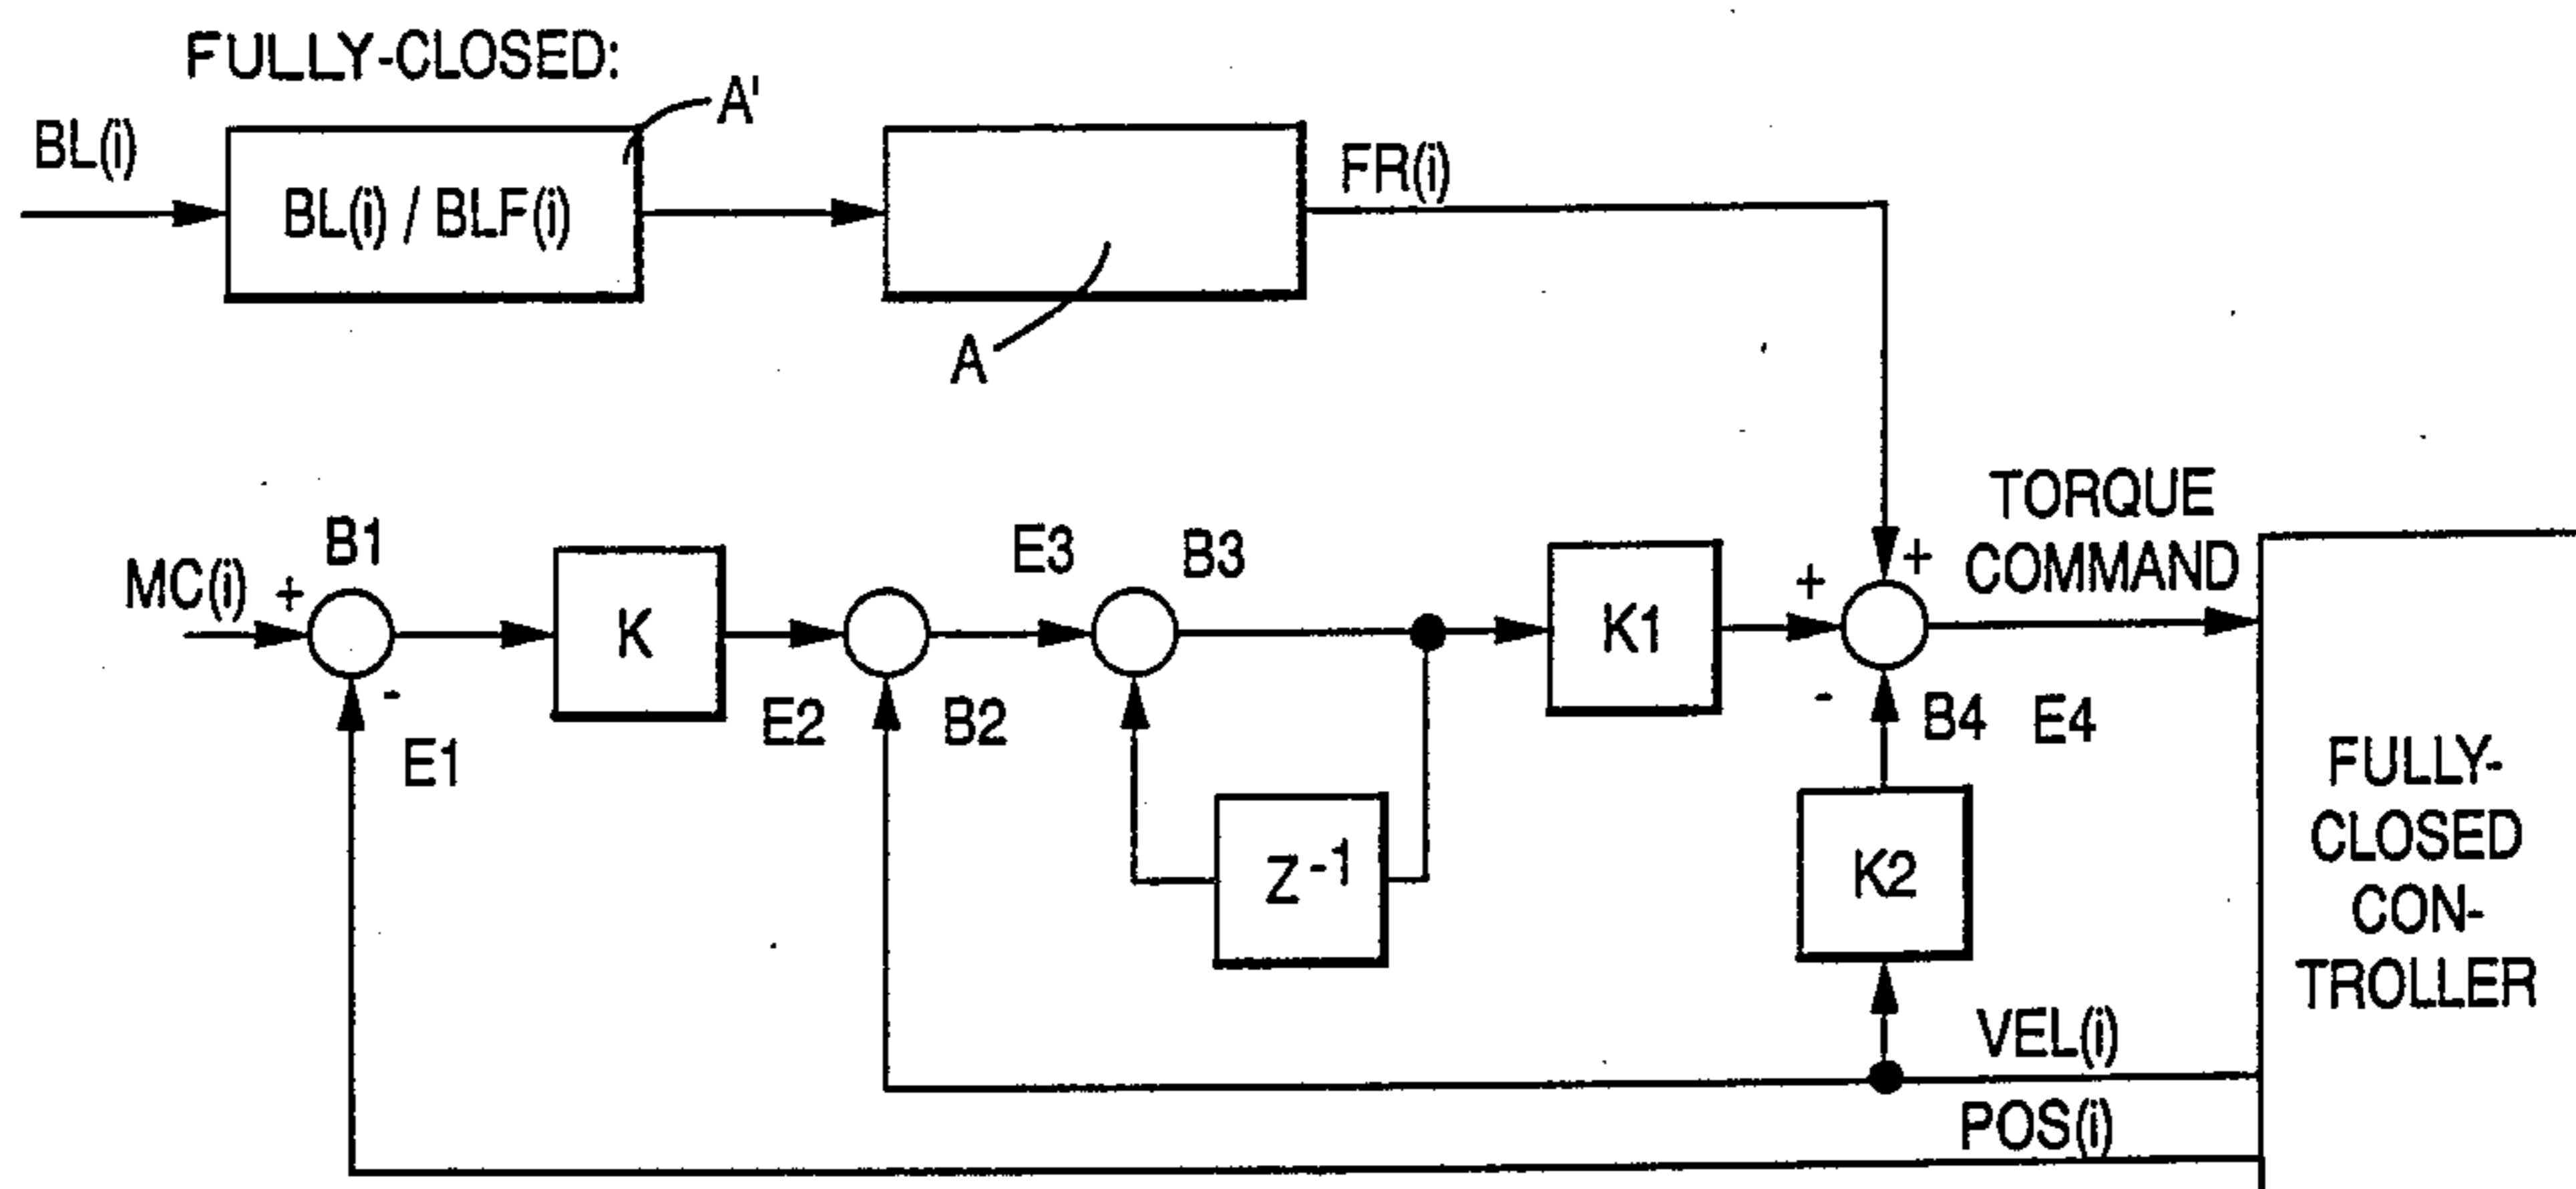 FULLY-CLOSED:
A'
BL(i)
BL(i) / BLF(i)
FR(i)
A
TORQUE
COMMAND
B1
MC(i)
+
-
E1
K
E2
B2
E3
B3
Z⁻¹
K1
+
+
-
B4
E4
K2
VEL(i)
POS(i)
FULLY-
CLOSED
CON-
TROLLER